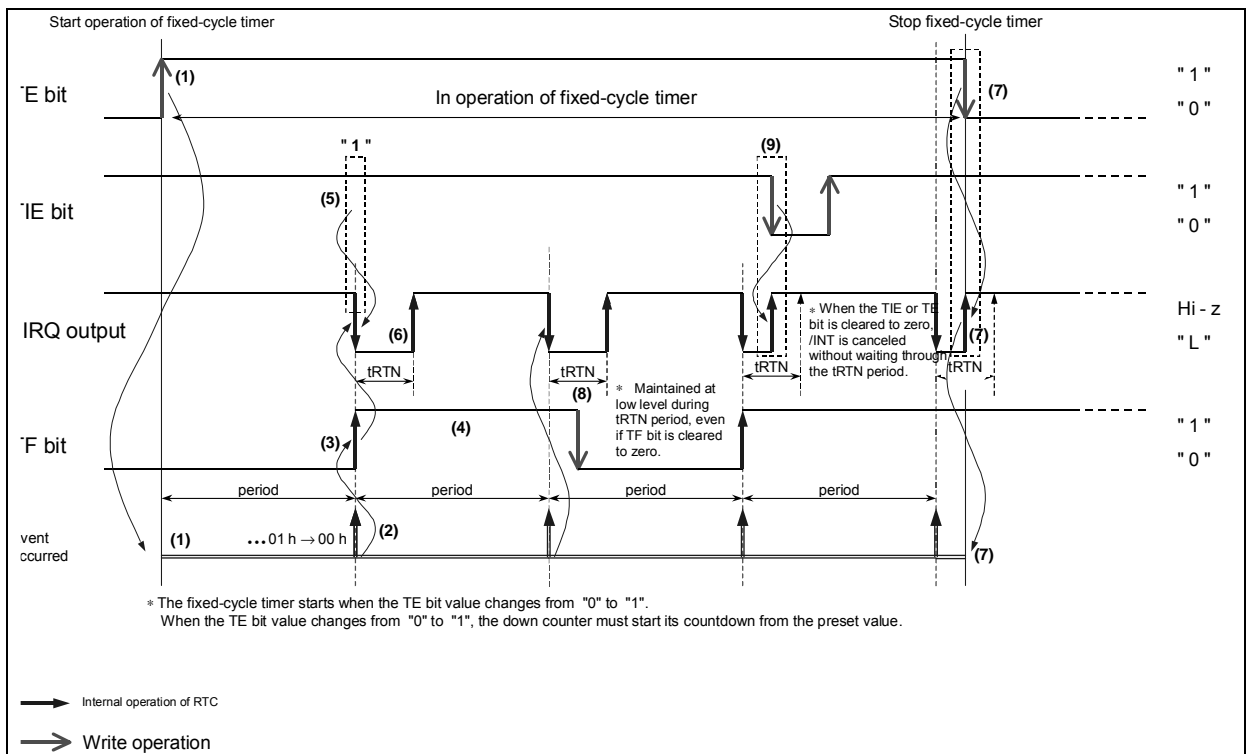 Start operation of fixed-cycle timer
Stop fixed-cycle timer
TE bit
(1)
In operation of fixed-cycle timer
(7)
" 1 "
" 0 "
" 1 "
(9)
TIE bit
(5)
" 1 "
" 0 "
/IRQ output
(6)
∗ When the TIE or TE
bit is cleared to zero,
/INT is canceled
without waiting through
the tRTN period.
(7)
Hi - z
" L "
tRTN
tRTN
tRTN
tRTN
(8)
∗ Maintained at
low level during
tRTN period, even
if TF bit is cleared
to zero.
TF bit
(3)
(4)
" 1 "
" 0 "
period
period
period
period
vent
ccurred
(1)
...01 h → 00 h
(2)
(7)
∗ The fixed-cycle timer starts when the TE bit value changes from "0" to "1".
When the TE bit value changes from "0" to "1", the down counter must start its countdown from the preset value.
Internal operation of RTC
Write operation